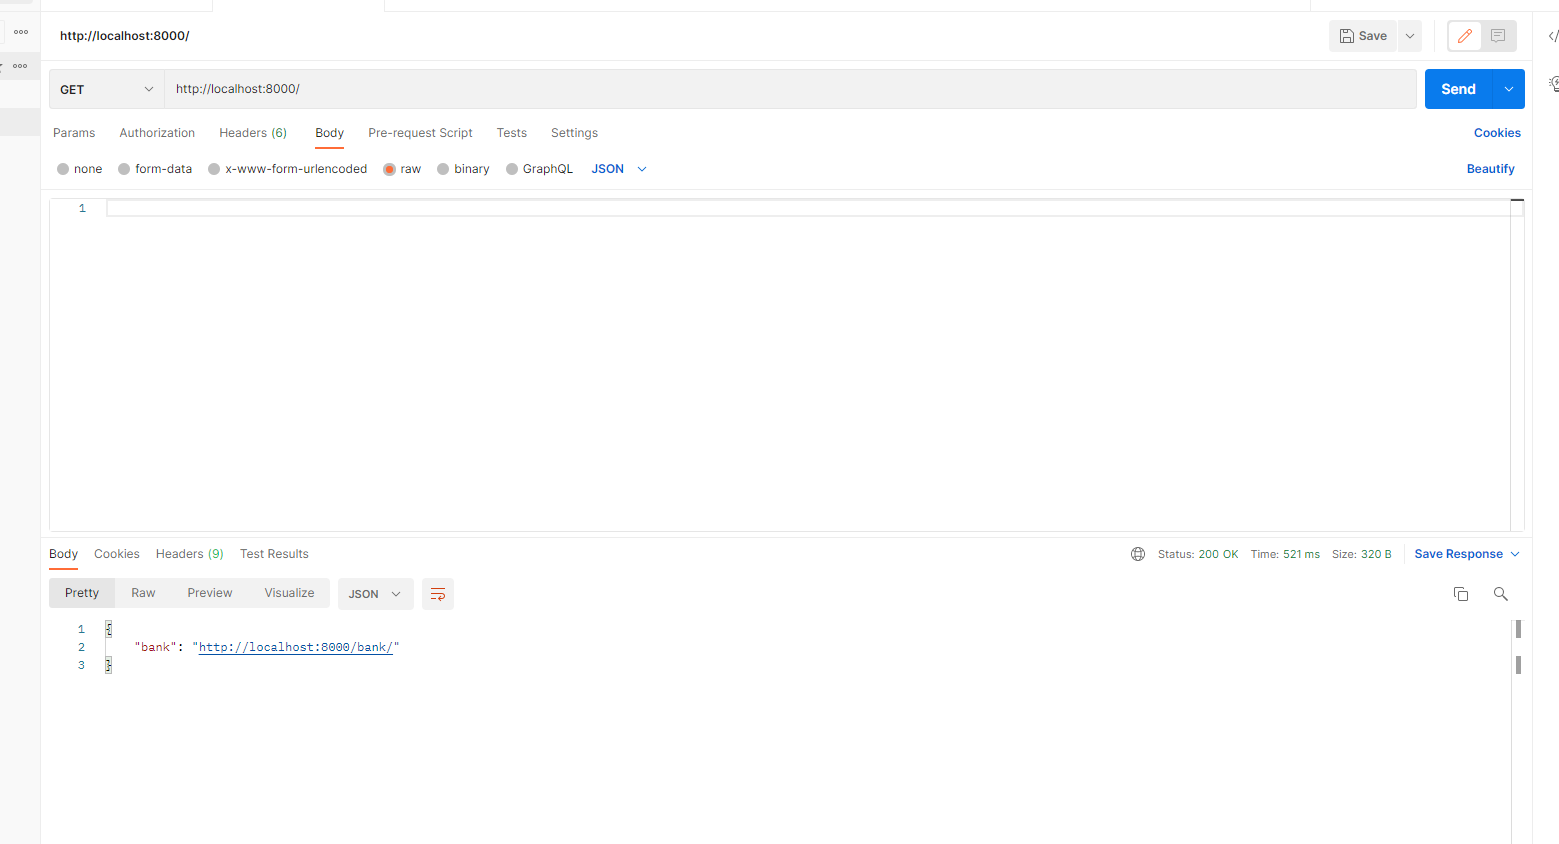 http://localhost:8000/
Save
GET
http://localhost:8000/
Send
Params Authorization Headers (6) Body Pre-request Script Tests Settings Cookies
none form-data x-www-form-urlencoded raw binary GraphQL JSON Beautify
1
Body Cookies Headers (9) Test Results Status: 200 OK Time: 521 ms Size: 320 B Save Response
Pretty Raw Preview Visualize JSON
1 {
2 "bank": "http://localhost:8000/bank/"
3 }